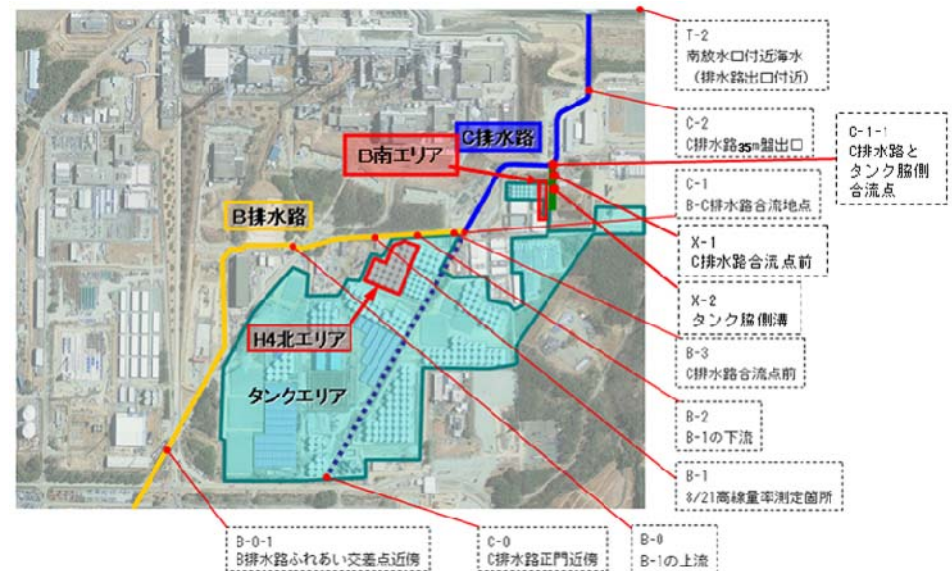 T-2
南放水口付近海水
（排水路出口付近）
C-2
C排水路35m盤出口
C-1-1
C排水路と
タンク脇側
合流点
C-1
B-C排水路合流地点
X-1
C排水路合流点前
X-2
タンク脇側溝
B-3
C排水路合流点前
B-2
B-1の下流
B-1
8/21高線量率測定箇所
B-0
B-1の上流
C-0
C排水路正門近傍
B-0-1
B排水路ふれあい交差点近傍
C排水路
B南エリア
B排水路
H4北エリア
タンクエリア